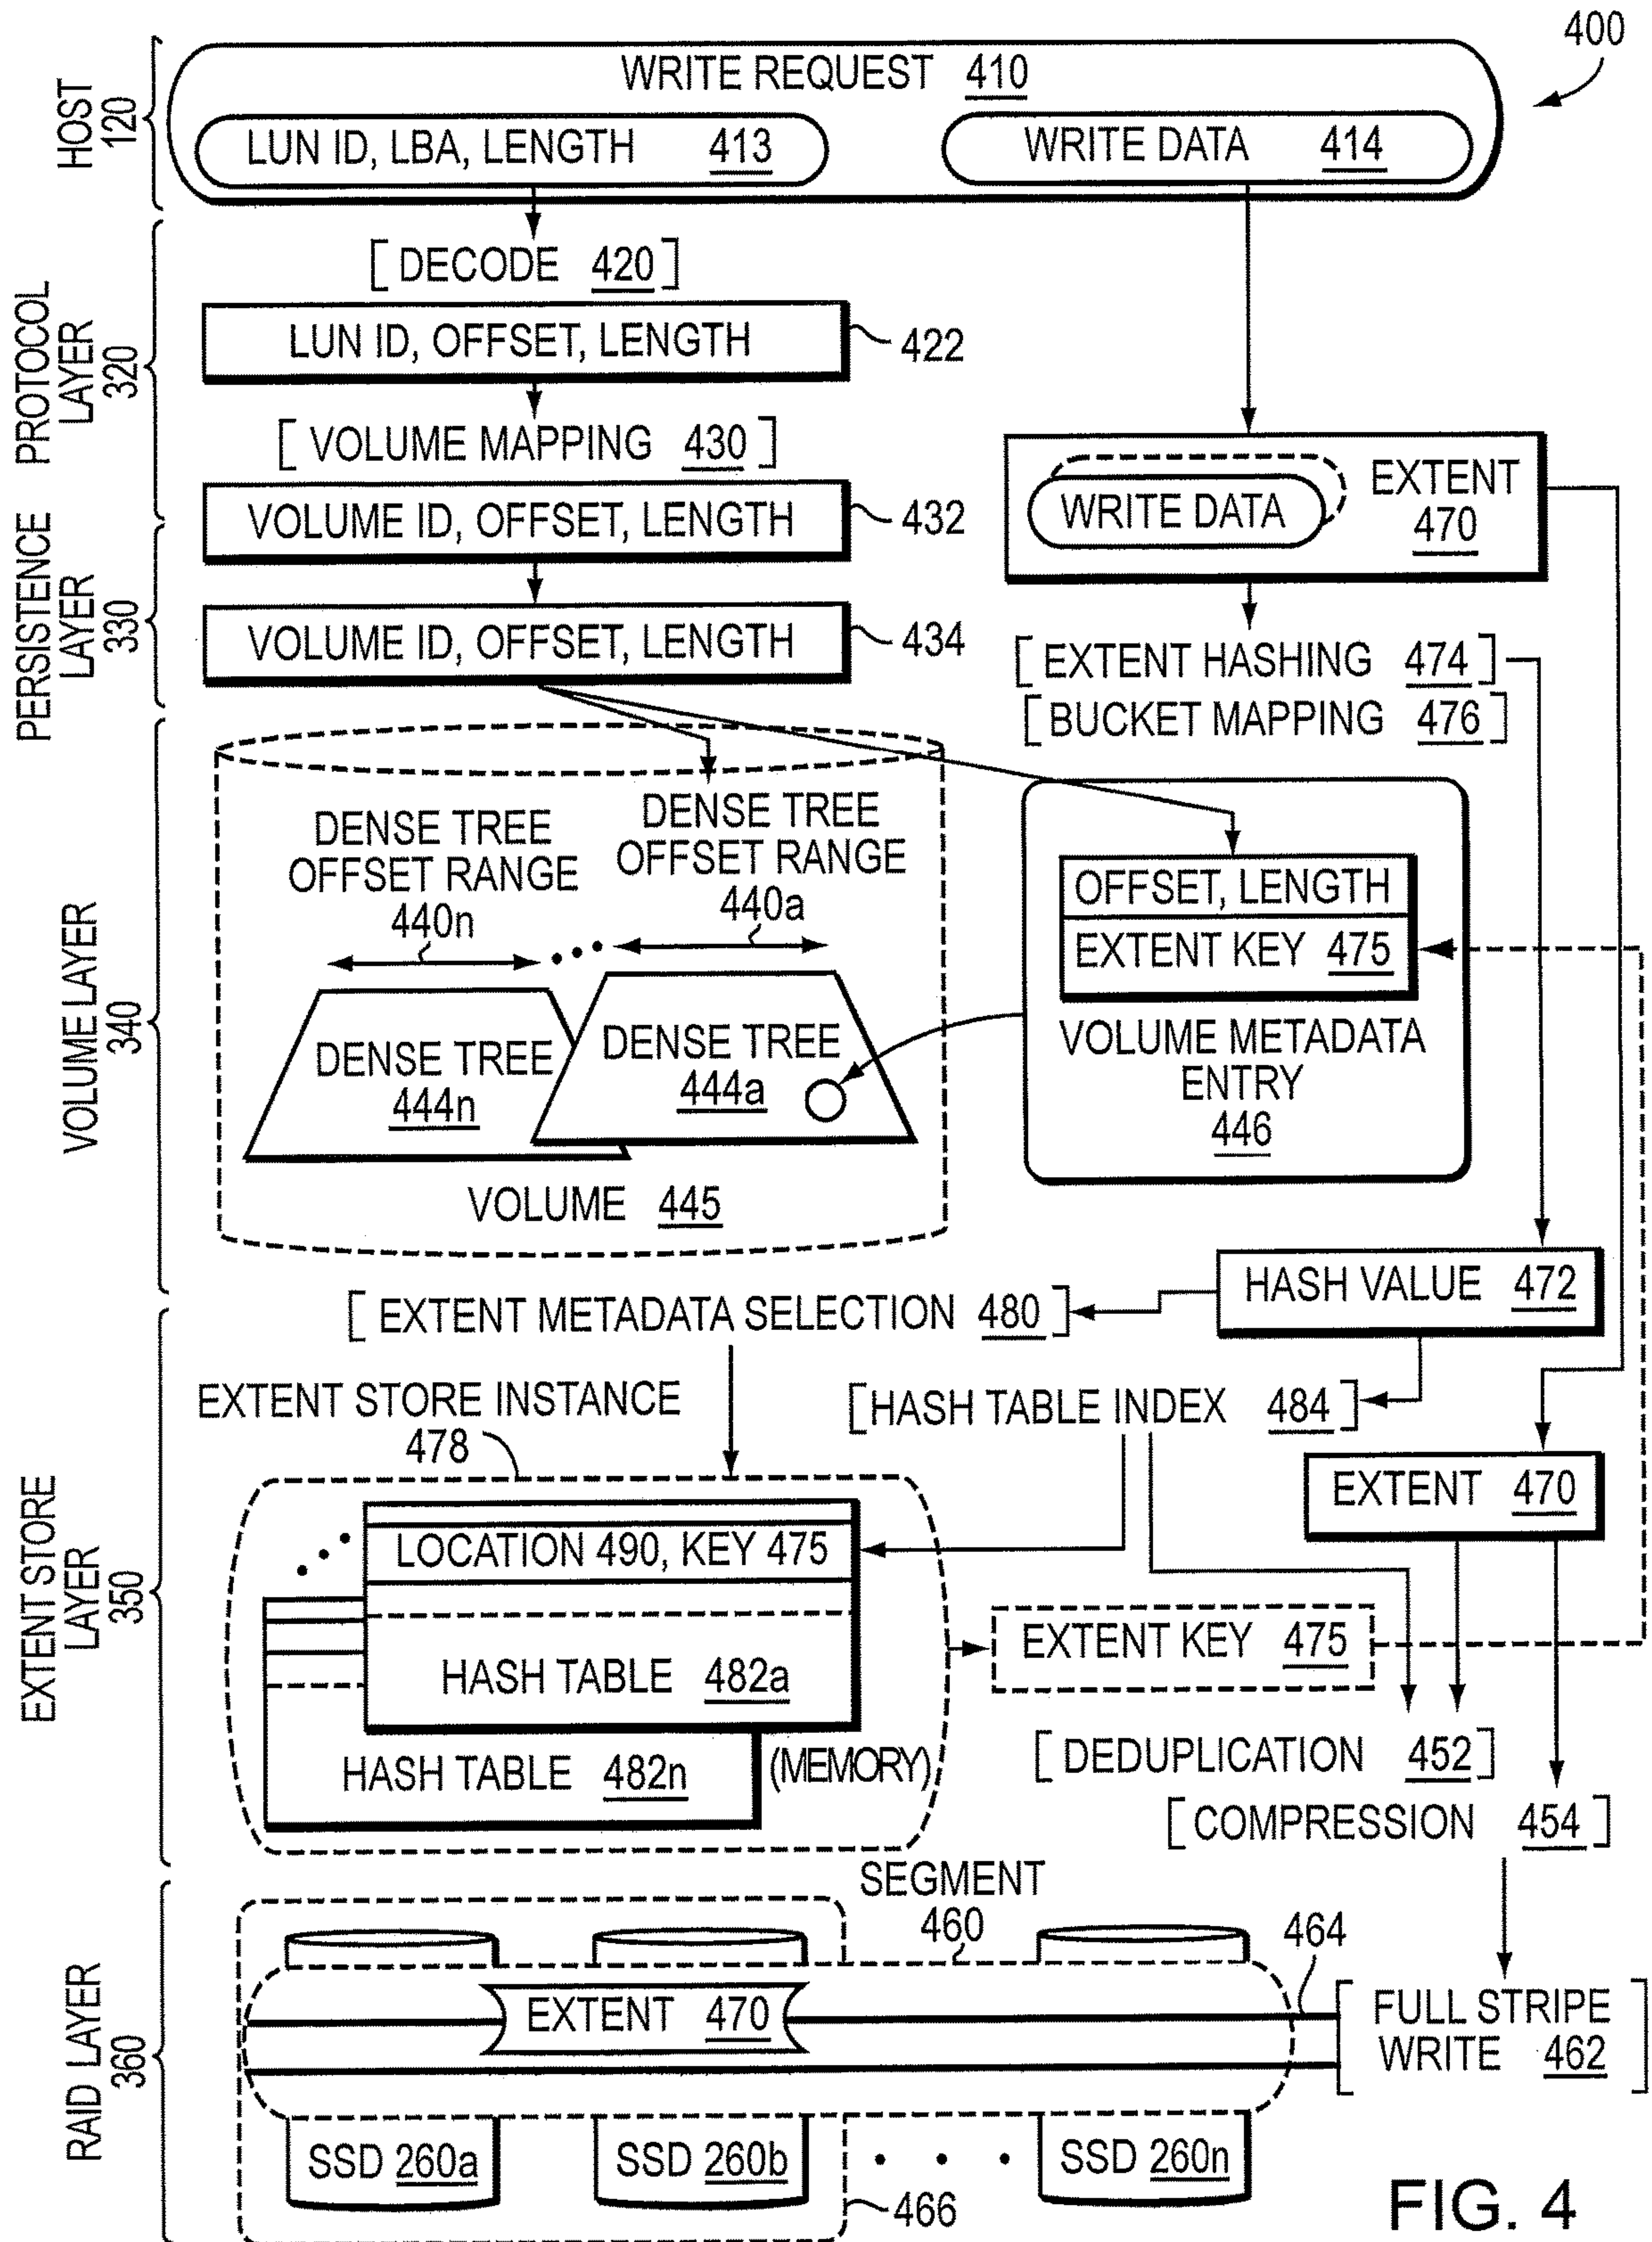 400
HOST
120
WRITE REQUEST 410
LUN ID, LBA, LENGTH 413
WRITE DATA 414
PROTOCOL
LAYER
320
[DECODE 420]
LUN ID, OFFSET, LENGTH
422
[VOLUME MAPPING 430]
VOLUME ID, OFFSET, LENGTH
432
WRITE DATA
EXTENT
470
PERSISTENCE
LAYER
330
VOLUME ID, OFFSET, LENGTH
434
[EXTENT HASHING 474]
[BUCKET MAPPING 476]
VOLUME LAYER
340
DENSE TREE
OFFSET RANGE
440n
DENSE TREE
OFFSET RANGE
440a
DENSE TREE
444n
DENSE TREE
444a
VOLUME 445
OFFSET, LENGTH
EXTENT KEY 475
VOLUME METADATA
ENTRY
446
HASH VALUE 472
EXTENT STORE
LAYER
350
[EXTENT METADATA SELECTION 480]
EXTENT STORE INSTANCE
478
[HASH TABLE INDEX 484]
EXTENT 470
LOCATION 490, KEY 475
HASH TABLE 482a
HASH TABLE 482n
(MEMORY)
EXTENT KEY 475
[DEDUPLICATION 452]
[COMPRESSION 454]
RAID LAYER
360
SEGMENT
460
464
EXTENT 470
[FULL STRIPE
WRITE 462]
SSD 260a
SSD 260b
. . .
SSD 260n
466
FIG. 4